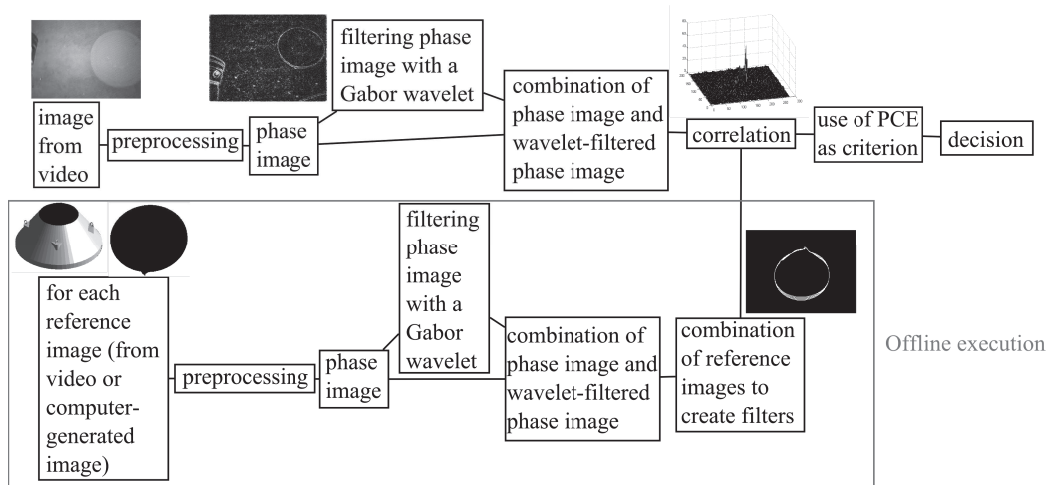 image
from
video
preprocessing
phase
image
filtering phase
image with a
Gabor wavelet
combination of
phase image and
wavelet-filtered
phase image
correlation
use of PCE
as criterion
decision
for each
reference
image (from
video or
computer-
generated
image)
preprocessing
phase
image
filtering
phase
image
with a
Gabor
wavelet
combination of
phase image and
wavelet-filtered
phase image
combination
of reference
images to
create filters
Offline execution